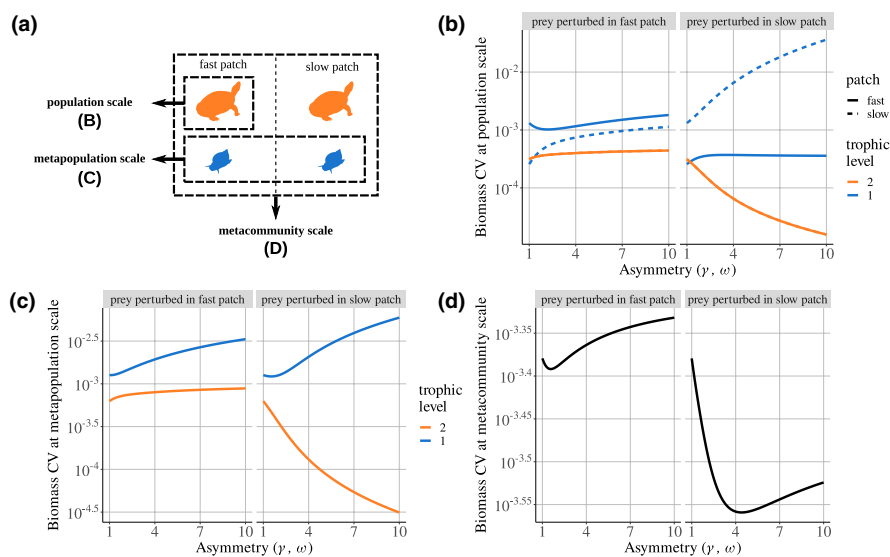 (a)
fast patch
slow patch
population scale
(B)
metapopulation scale
(C)
metacommunity scale
(D)
(b)
prey perturbed in fast patch
prey perturbed in slow patch
Biomass CV at population scale
10^-2
10^-3
10^-4
1 4 7 10 1 4 7 10
Asymmetry (γ, ω)
patch
fast
slow
trophic
level
2
1
(c)
prey perturbed in fast patch
prey perturbed in slow patch
Biomass CV at metapopulation scale
10^-2.5
10^-3
10^-3.5
10^-4
10^-4.5
1 4 7 10 1 4 7 10
Asymmetry (γ, ω)
trophic
level
2
1
(d)
prey perturbed in fast patch
prey perturbed in slow patch
Biomass CV at metacommunity scale
10^-3.35
10^-3.4
10^-3.45
10^-3.5
10^-3.55
1 4 7 10 1 4 7 10
Asymmetry (γ, ω)